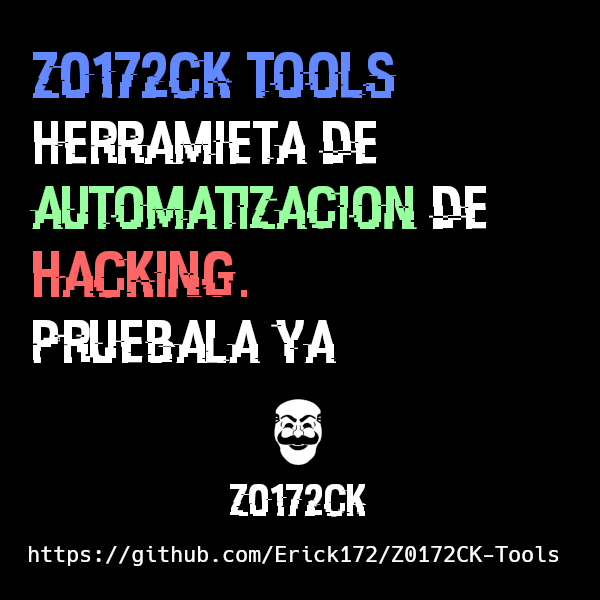 Z0172CK TOOLS
HERRAMIETA DE
AUTOMATIZACION DE
HACKING.
PRUEBALA YA
Z0172CK
https://github.com/Erick172/Z0172CK-Tools